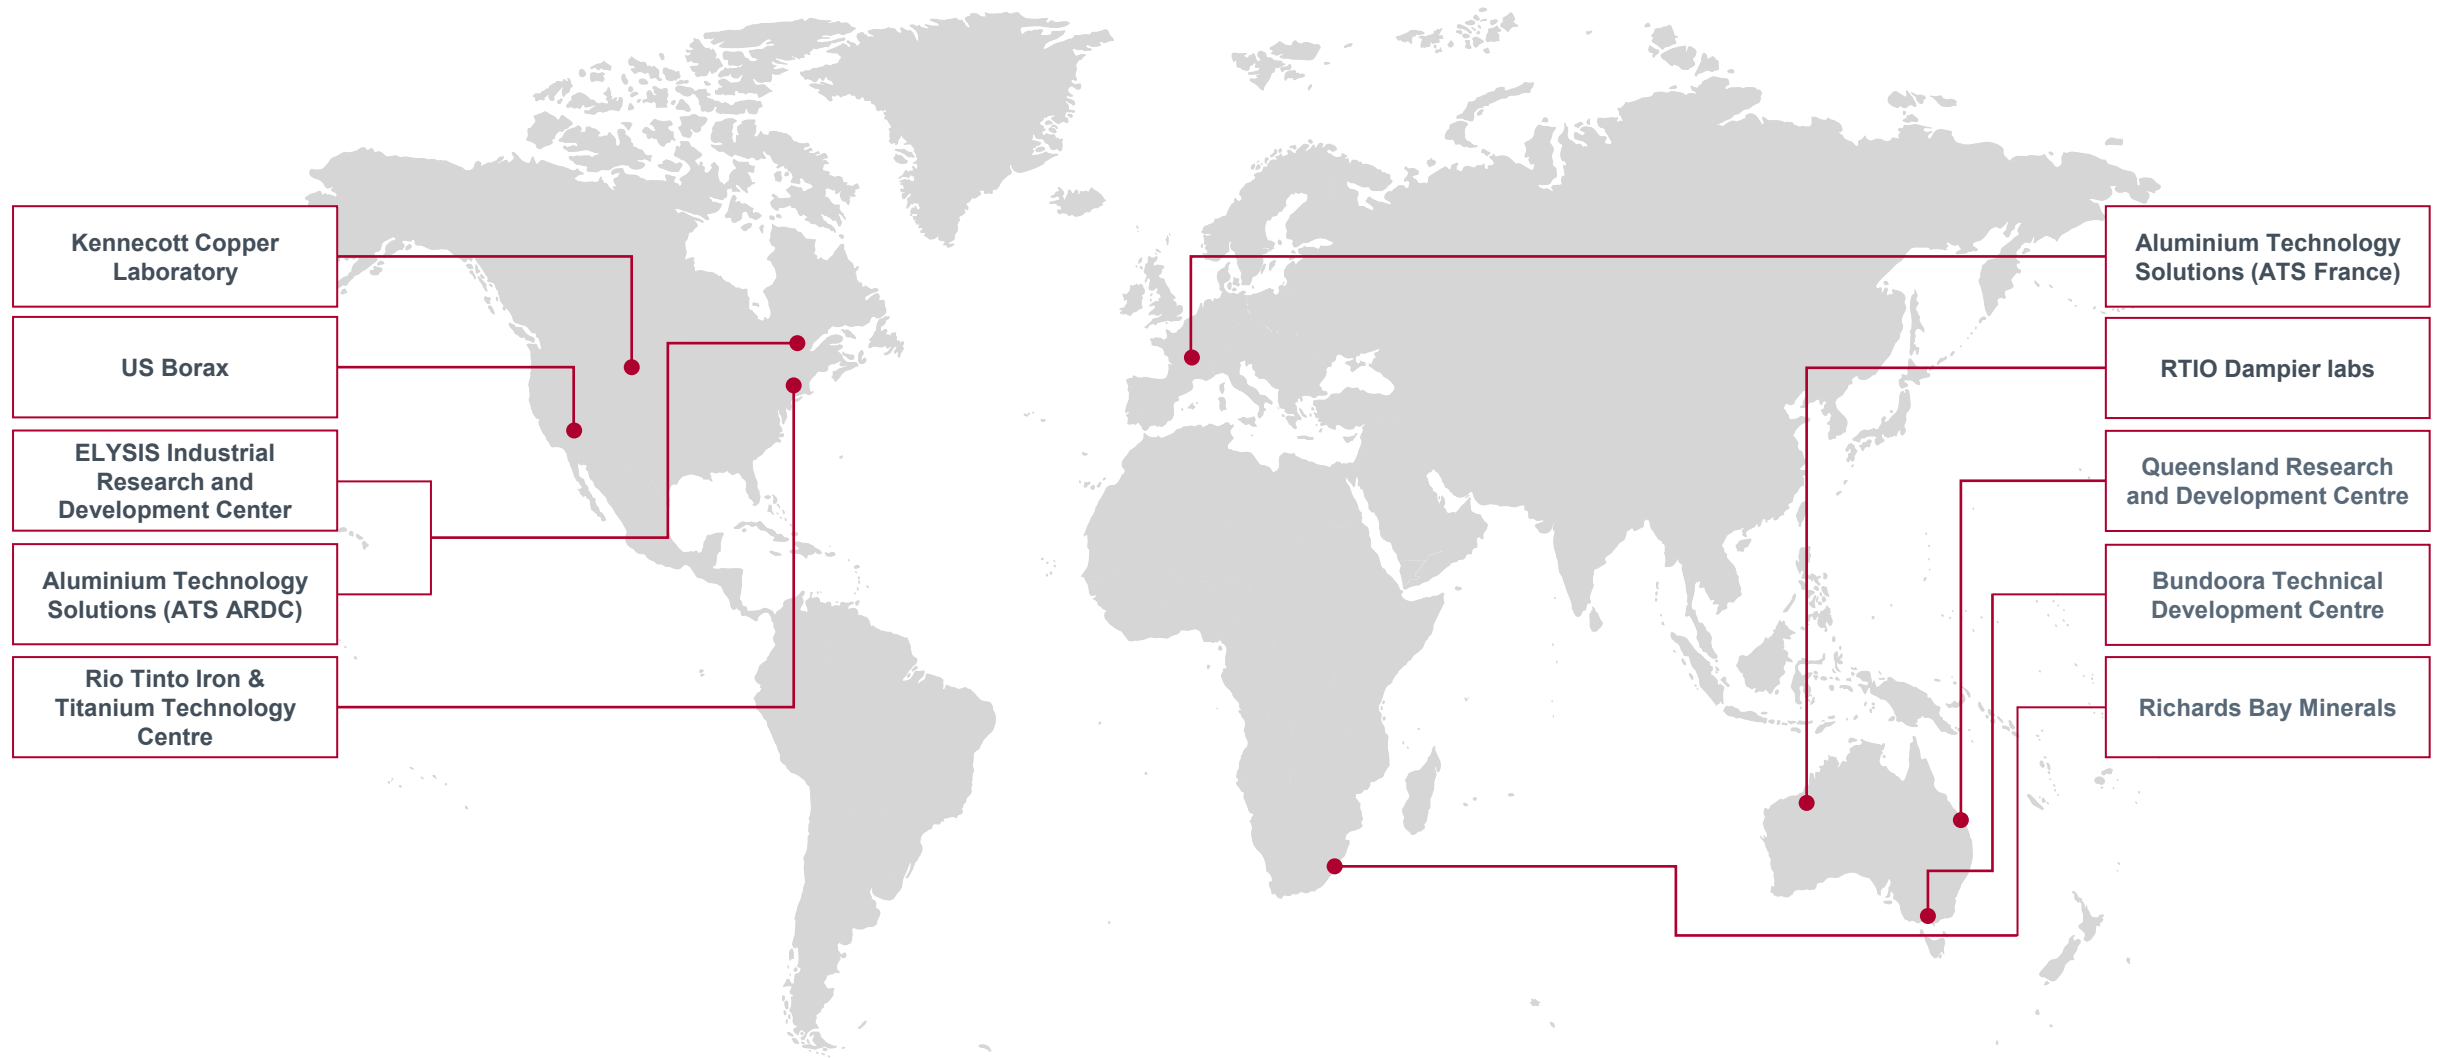 Kennecott Copper
Laboratory
US Borax
ELYSIS Industrial
Research and
Development Center
Aluminium Technology
Solutions (ATS ARDC)
Rio Tinto Iron &
Titanium Technology
Centre
Aluminium Technology
Solutions (ATS France)
RTIO Dampier labs
Queensland Research
and Development Centre
Bundoora Technical
Development Centre
Richards Bay Minerals